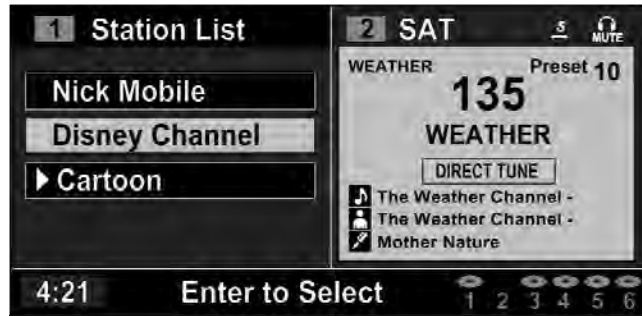 1 Station List
Nick Mobile
Disney Channel
Cartoon
2 SAT 5 MUTE
WEATHER Preset 10
135
WEATHER
DIRECT TUNE
The Weather Channel -
The Weather Channel -
Mother Nature
4:21 Enter to Select 1 2 3 4 5 6